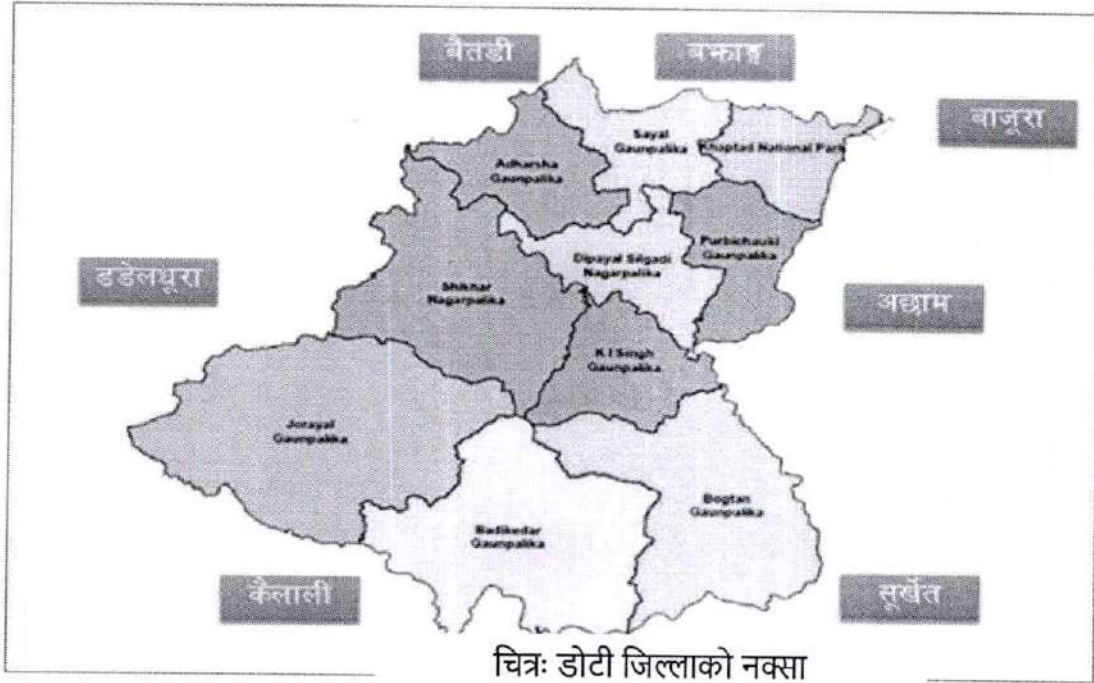 बैतडी
बझाङ्ग
बाजूरा
Sayal
Gaunpalika
Khaptad National Park
Adharsha
Gaunpalika
Purbichauki
Gaunpalika
Dipayal Silgadi
Nagarpalika
डडेलधूरा
Shikhar
Nagarpalika
अछाम
K I Singh
Gaunpalika
Jorayal
Gaunpalika
Bogtan
Gaunpalika
Badikedar
Gaunpalika
कैलाली
सूर्खेत
चित्रः डोटी जिल्लाको नक्सा